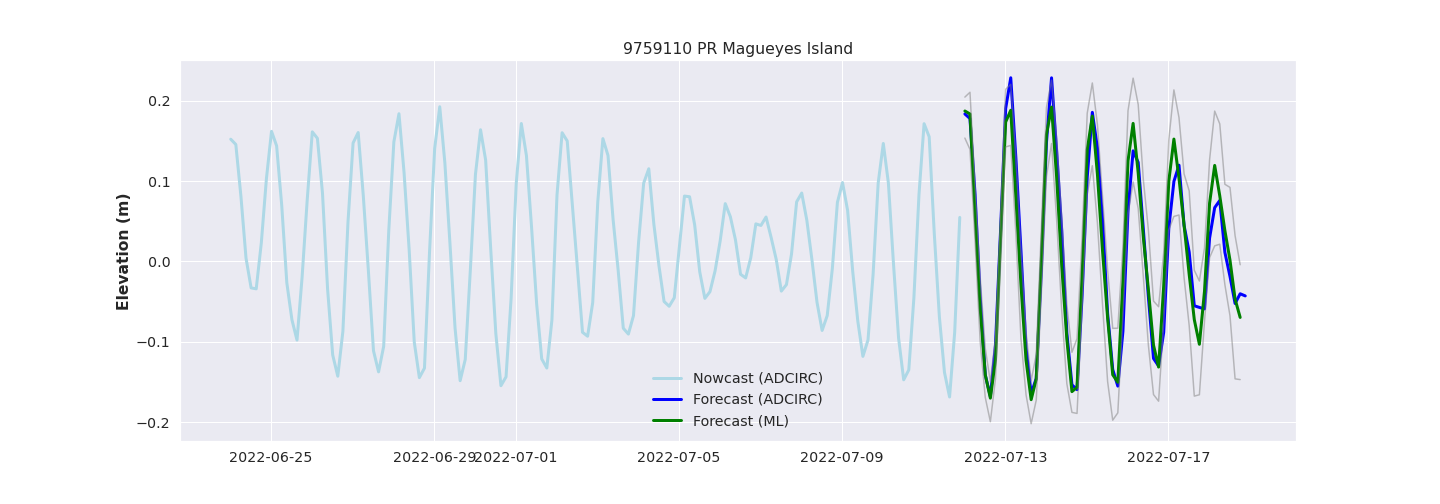 9759110 PR Magueyes Island
Elevation (m)
0.2
0.1
0.0
−0.1
−0.2
Nowcast (ADCIRC)
Forecast (ADCIRC)
Forecast (ML)
2022-06-25 2022-06-29 2022-07-01 2022-07-05 2022-07-09 2022-07-13 2022-07-17